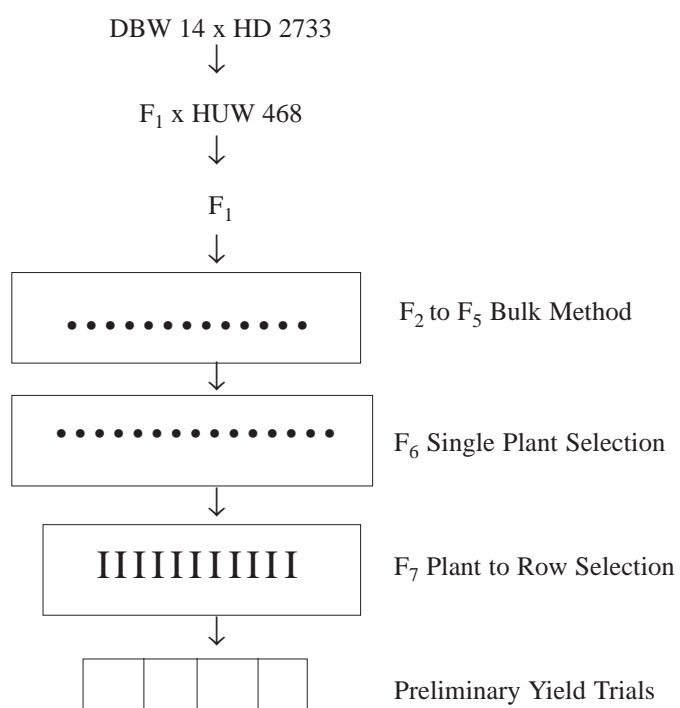 DBW 14 x HD 2733
F₁ x HUW 468
F₁
F₂ to F₅ Bulk Method
F₆ Single Plant Selection
IIIIIIIIIII
F₇ Plant to Row Selection
Preliminary Yield Trials